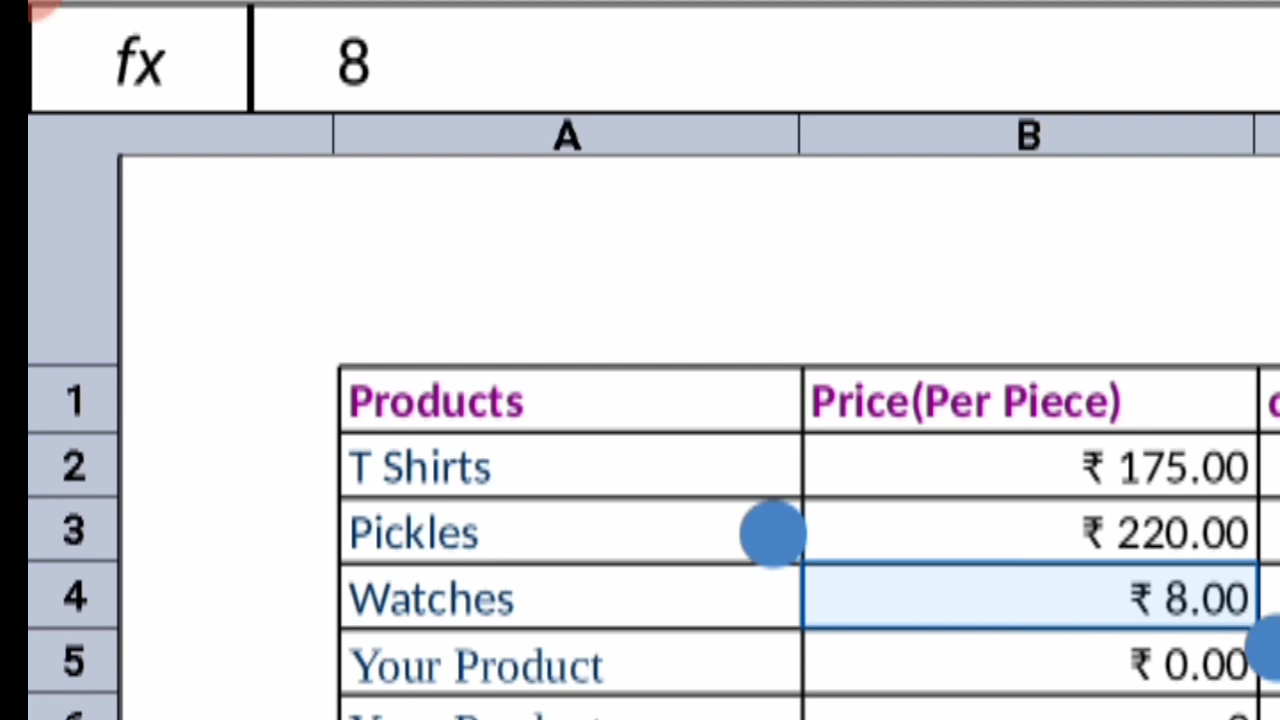 fx 8
A B
1 Products Price(Per Piece)
2 T Shirts ₹ 175.00
3 Pickles ₹ 220.00
4 Watches ₹ 8.00
5 Your Product ₹ 0.00